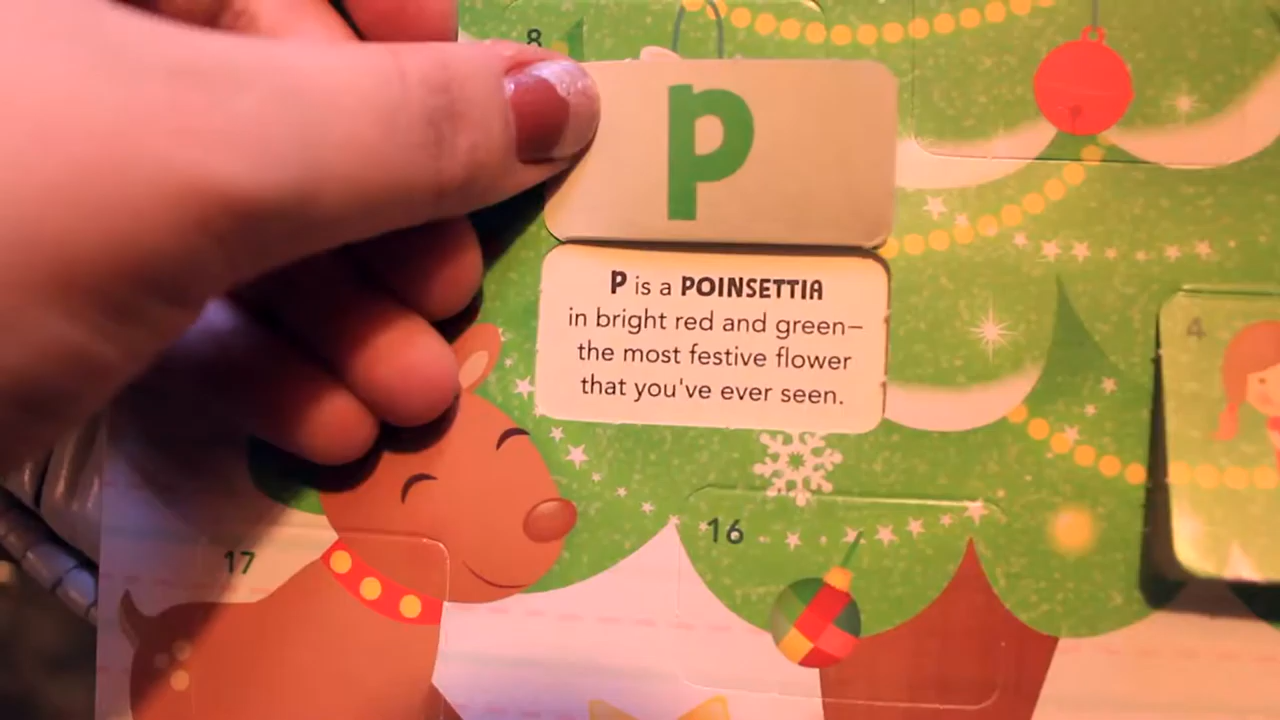 8
P
P is a POINSETTIA
in bright red and green—
the most festive flower
that you've ever seen.
4
16
17